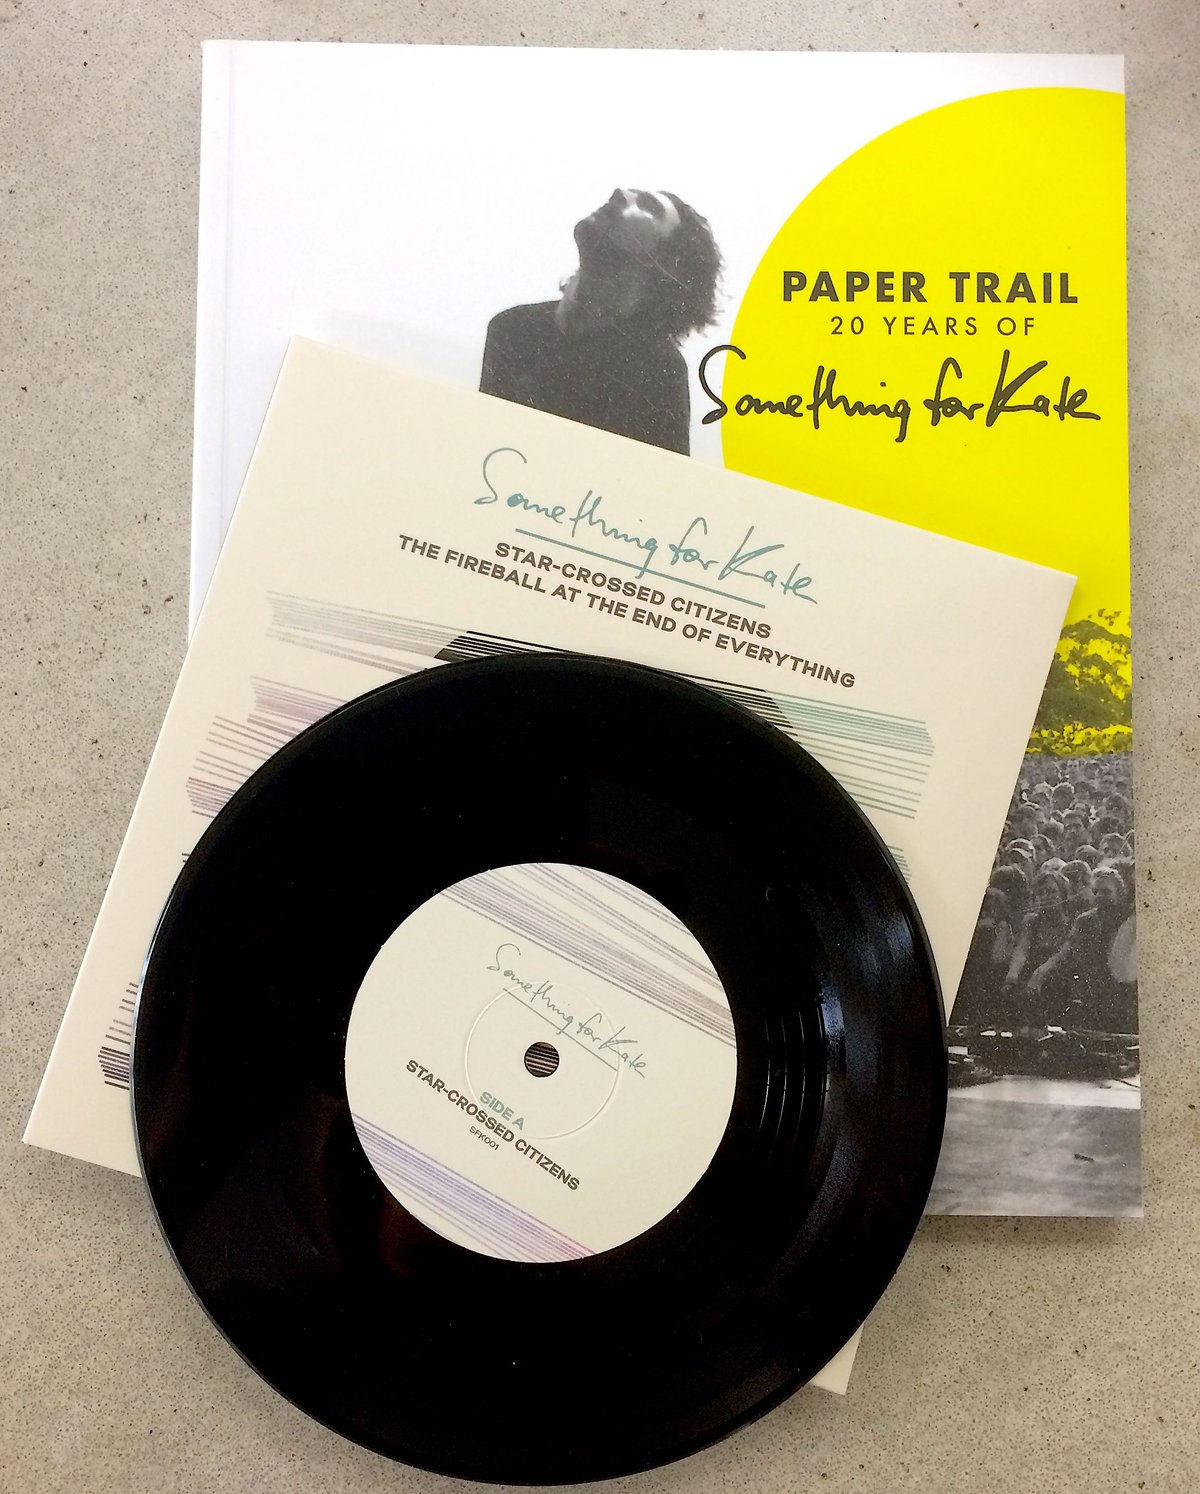 PAPER TRAIL
20 YEARS OF
Something for Kate
Something for Kate
STAR-CROSSED CITIZENS
THE FIREBALL AT THE END OF EVERYTHING
Something for Kate
SIDE A
STAR-CROSSED CITIZENS
SFK001